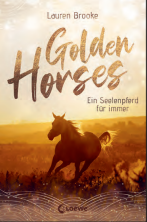 Lauren Brooke
Golden
Horses
Ein Seelenpferd
für immer
Loewe